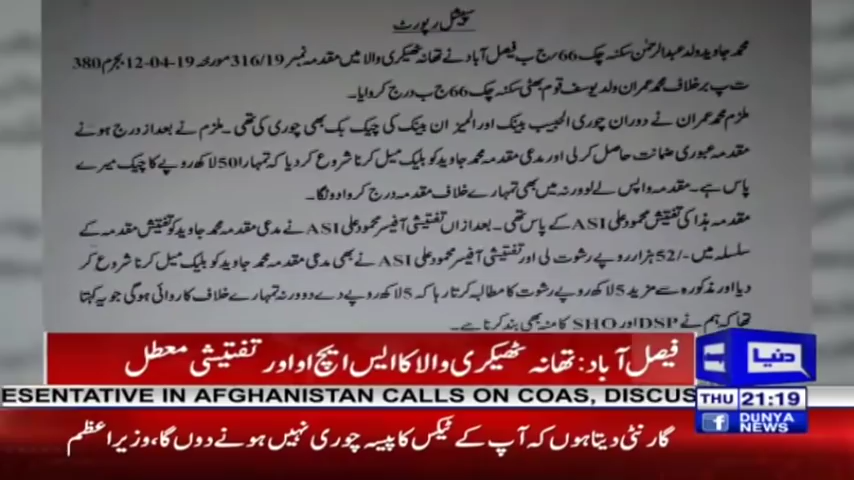 سپیشل رپورٹ
محمد جاوید ولد عبدالرحمٰن سکنہ چک 66 ج ب فیصل آباد نے تھانہ ٹھیکری والا میں مقدمہ نمبر 316/19 مورخہ 19-04-12 بجرم 380
ت پ برخلاف محمد عمران ولد یوسف قوم بھٹی سکنہ چک 66 ج ب درج کروایا۔
ملزم محمد عمران نے دوران چوری الحبیب بینک اور المیزان بینک کی چیک بک بھی چوری کی تھی۔ ملزم نے بعد از درج ہونے
مقدمہ عبوری ضمانت حاصل کر لی اور مدعی مقدمہ محمد جاوید کو بلیک میل کرنا شروع کر دیا کہ تمہارا 50 لاکھ روپے کا چیک میرے
پاس ہے۔ مقدمہ واپس لے لو ورنہ میں بھی تمہارے خلاف مقدمہ درج کروا دوں گا۔
مقدمہ ہذا کی تفتیش محمود علی ASI کے پاس تھی۔ بعد ازاں تفتیشی آفیسر محمود علی ASI نے مدعی مقدمہ محمد جاوید کو تفتیش مقدمہ کے
سلسلہ میں -/52 ہزار روپے رشوت لی اور تفتیشی آفیسر محمود علی ASI نے بھی مدعی مقدمہ محمد جاوید کو بلیک میل کرنا شروع کر
دیا اور مذکورہ سے مزید 5 لاکھ روپے رشوت کا مطالبہ کرتا رہا کہ 5 لاکھ روپے دے دو ورنہ تمہارے خلاف کاروائی ہوگی جو یہ کہتا
تھا کہ ہم نے DSP اور SHO کا منہ بھی بند کرنا ہے۔
فیصل آباد: تھانہ ٹھیکری والا کا ایس ایچ او اور تفتیشی معطل
دنیا
ESENTATIVE IN AFGHANISTAN CALLS ON COAS, DISCUS
THU 21:19
f DUNYA NEWS
گارنٹی دیتا ہوں کہ آپ کے ٹیکس کا پیسہ چوری نہیں ہونے دوں گا، وزیراعظم